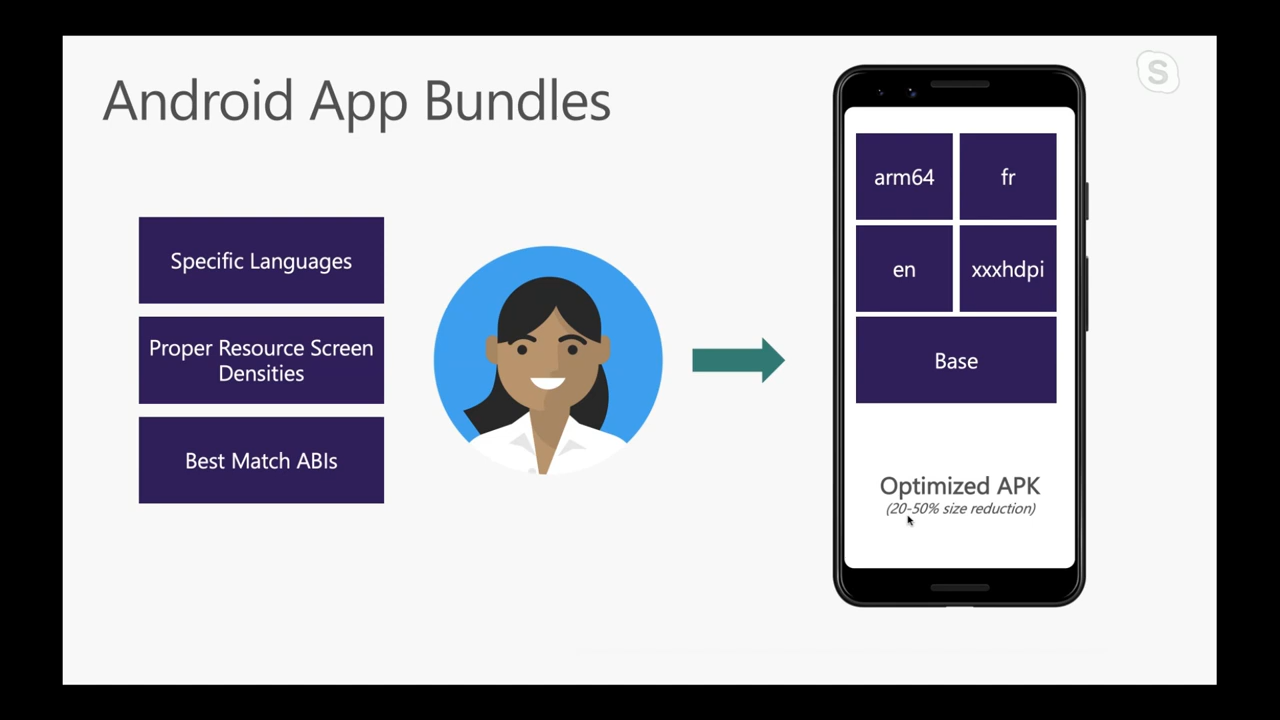 Android App Bundles
S
Specific Languages
Proper Resource Screen
Densities
Best Match ABIs
arm64
fr
en
xxxhdpi
Base
Optimized APK
(20-50% size reduction)